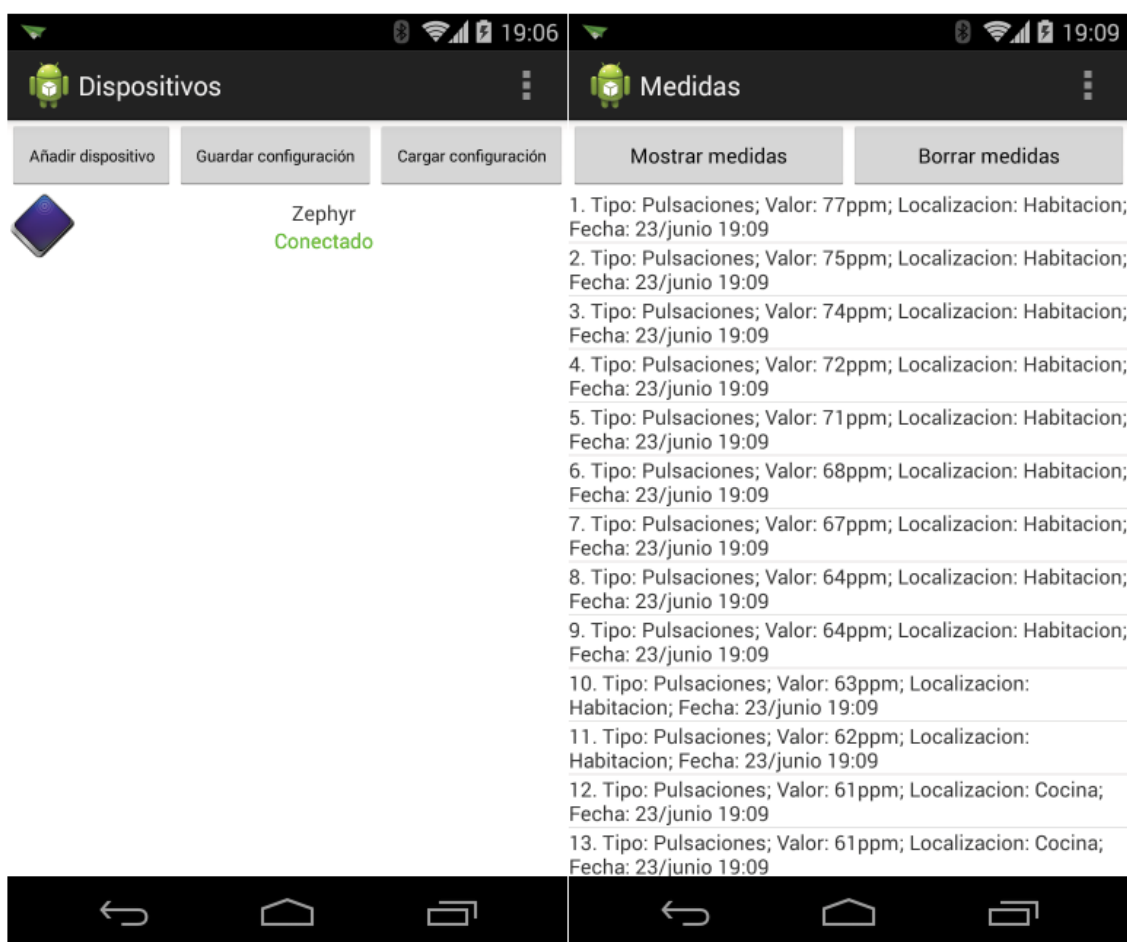 19:06
Dispositivos
Añadir dispositivo
Guardar configuración
Cargar configuración
Zephyr
Conectado
19:09
Medidas
Mostrar medidas
Borrar medidas
1. Tipo: Pulsaciones; Valor: 77ppm; Localizacion: Habitacion;
Fecha: 23/junio 19:09
2. Tipo: Pulsaciones; Valor: 75ppm; Localizacion: Habitacion;
Fecha: 23/junio 19:09
3. Tipo: Pulsaciones; Valor: 74ppm; Localizacion: Habitacion;
Fecha: 23/junio 19:09
4. Tipo: Pulsaciones; Valor: 72ppm; Localizacion: Habitacion;
Fecha: 23/junio 19:09
5. Tipo: Pulsaciones; Valor: 71ppm; Localizacion: Habitacion;
Fecha: 23/junio 19:09
6. Tipo: Pulsaciones; Valor: 68ppm; Localizacion: Habitacion;
Fecha: 23/junio 19:09
7. Tipo: Pulsaciones; Valor: 67ppm; Localizacion: Habitacion;
Fecha: 23/junio 19:09
8. Tipo: Pulsaciones; Valor: 64ppm; Localizacion: Habitacion;
Fecha: 23/junio 19:09
9. Tipo: Pulsaciones; Valor: 64ppm; Localizacion: Habitacion;
Fecha: 23/junio 19:09
10. Tipo: Pulsaciones; Valor: 63ppm; Localizacion:
Habitacion; Fecha: 23/junio 19:09
11. Tipo: Pulsaciones; Valor: 62ppm; Localizacion:
Habitacion; Fecha: 23/junio 19:09
12. Tipo: Pulsaciones; Valor: 61ppm; Localizacion: Cocina;
Fecha: 23/junio 19:09
13. Tipo: Pulsaciones; Valor: 61ppm; Localizacion: Cocina;
Fecha: 23/junio 19:09